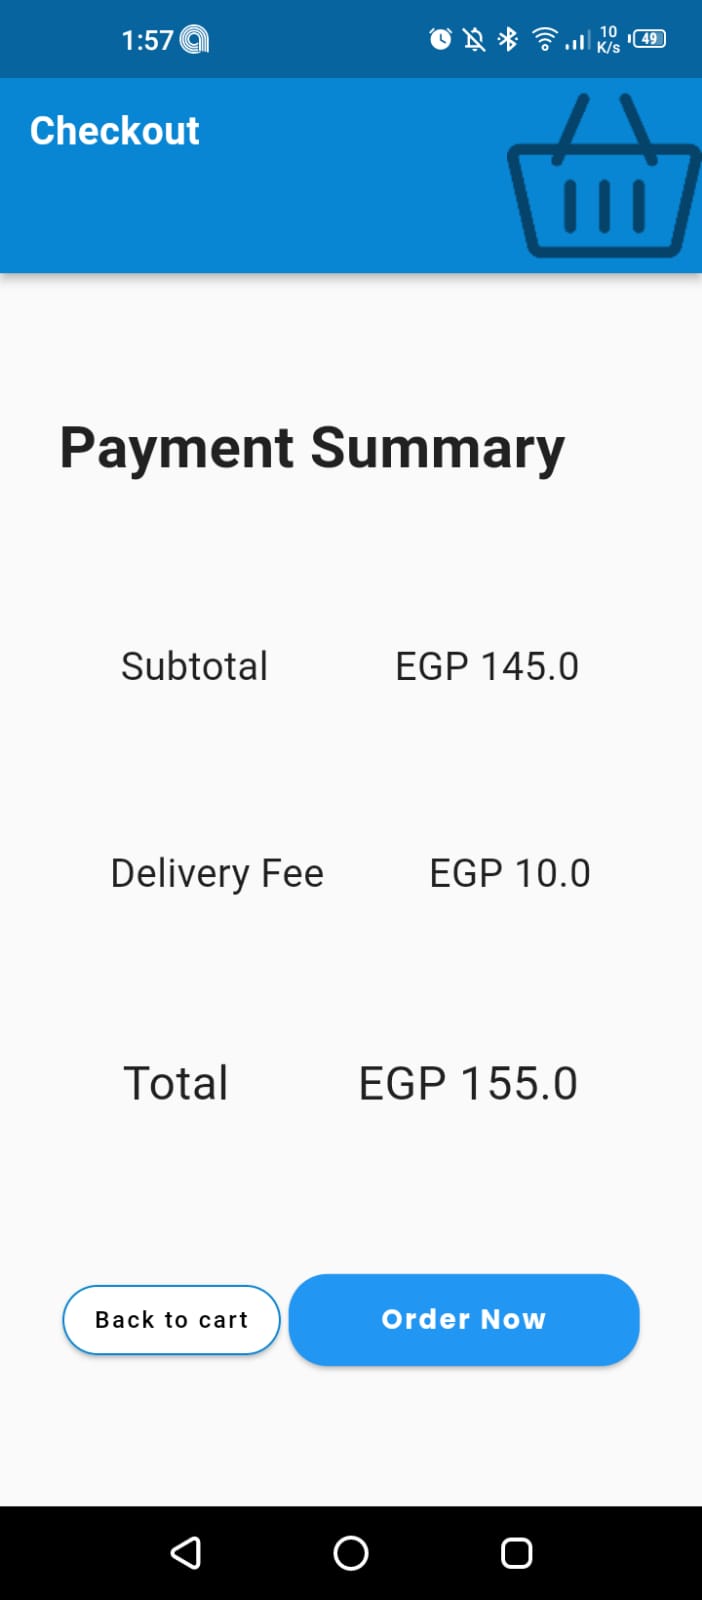 1:57
10
K/s
49
Checkout
Payment Summary
Subtotal EGP 145.0
Delivery Fee EGP 10.0
Total EGP 155.0
Back to cart Order Now